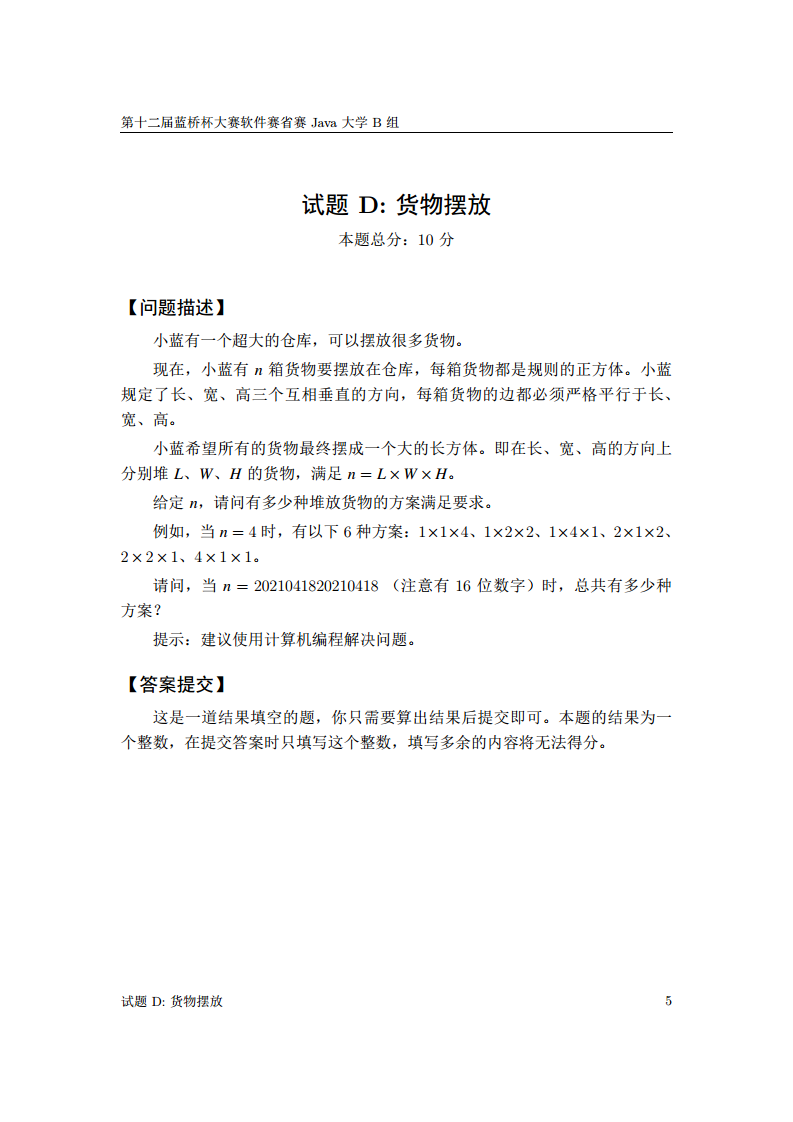 第十二届蓝桥杯大赛软件赛省赛 Java 大学 B 组
试题 D: 货物摆放
本题总分：10 分
【问题描述】
小蓝有一个超大的仓库，可以摆放很多货物。
现在，小蓝有 n 箱货物要摆放在仓库，每箱货物都是规则的正方体。小蓝
规定了长、宽、高三个互相垂直的方向，每箱货物的边都必须严格平行于长、
宽、高。
小蓝希望所有的货物最终摆成一个大的长方体。即在长、宽、高的方向上
分别堆 L、W、H 的货物，满足 n = L × W × H。
给定 n，请问有多少种堆放货物的方案满足要求。
例如，当 n = 4 时，有以下 6 种方案：1×1×4、1×2×2、1×4×1、2×1×2、
2 × 2 × 1、4 × 1 × 1。
请问，当 n = 2021041820210418 （注意有 16 位数字）时，总共有多少种
方案？
提示：建议使用计算机编程解决问题。
【答案提交】
这是一道结果填空的题，你只需要算出结果后提交即可。本题的结果为一
个整数，在提交答案时只填写这个整数，填写多余的内容将无法得分。
试题 D: 货物摆放 5